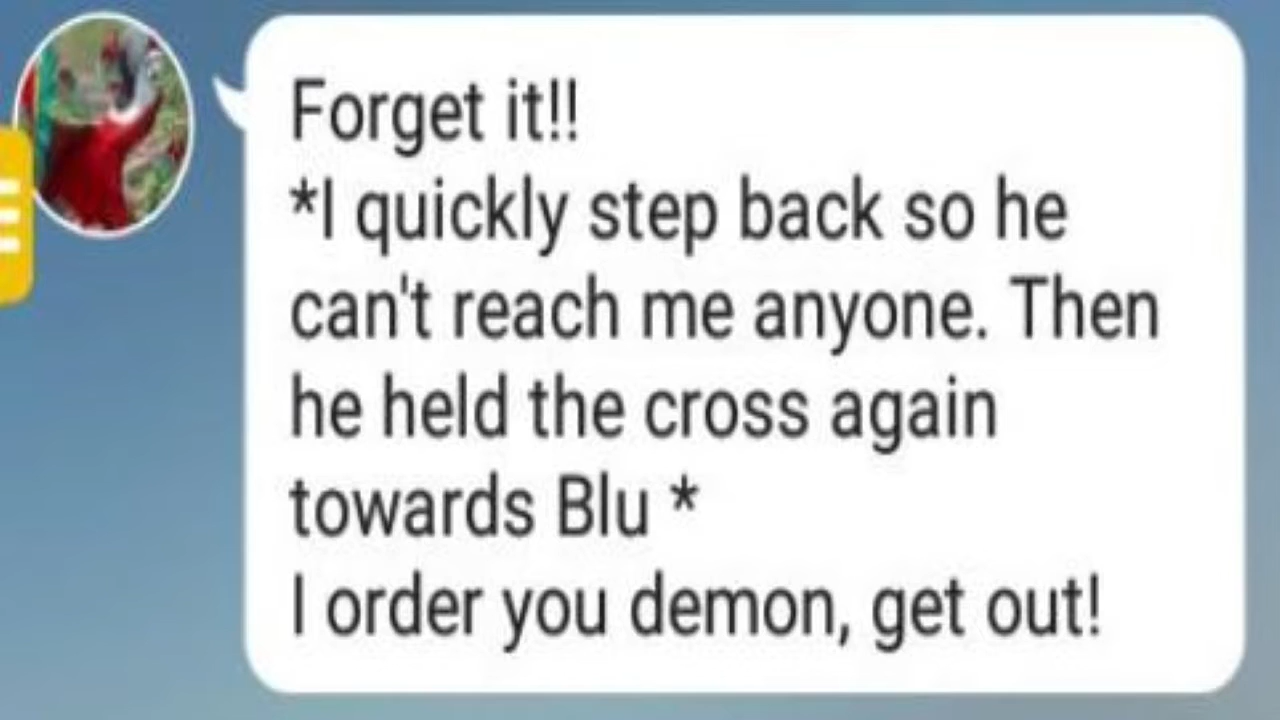 Forget it!!
*I quickly step back so he
can't reach me anyone. Then
he held the cross again
towards Blu *
I order you demon, get out!